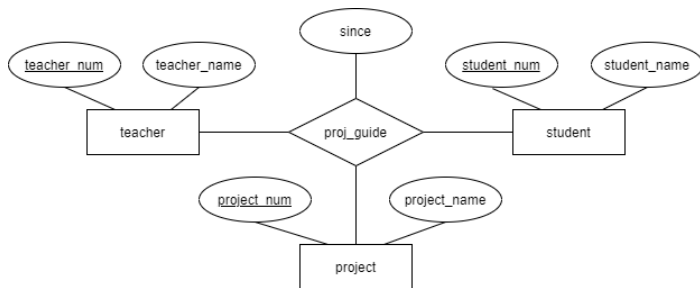 since
teacher_num
teacher_name
student_num
student_name
teacher
proj_guide
student
project_num
project_name
project